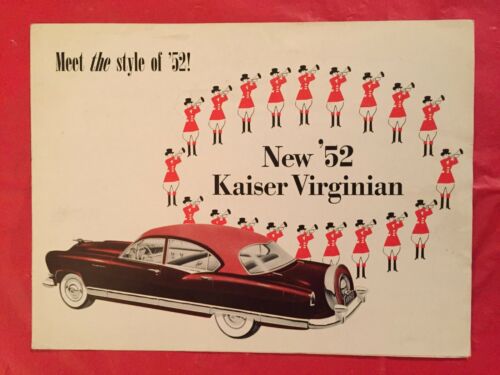 Meet the style of '52!
New '52
Kaiser Virginian